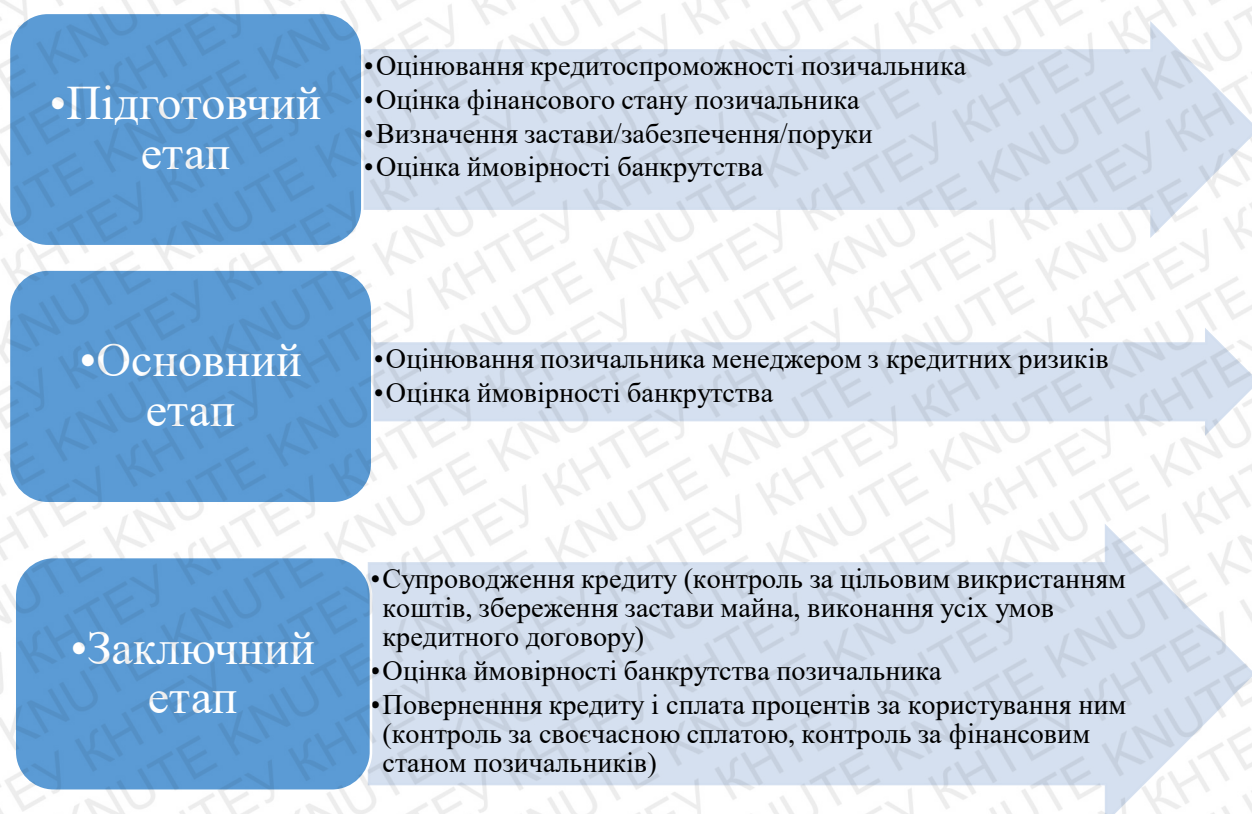 •Підготовчий
етап
•Оцінювання кредитоспроможності позичальника
•Оцінка фінансового стану позичальника
•Визначення застави/забезпечення/поруки
•Оцінка ймовірності банкрутства
•Основний
етап
•Оцінювання позичальника менеджером з кредитних ризиків
•Оцінка ймовірності банкрутства
•Заключний
етап
•Супроводження кредиту (контроль за цільовим викристанням
коштів, збереження застави майна, виконання усіх умов
кредитного договору)
•Оцінка ймовірності банкрутства позичальника
•Поверненння кредиту і сплата процентів за користування ним
(контроль за своєчасною сплатою, контроль за фінансовим
станом позичальників)